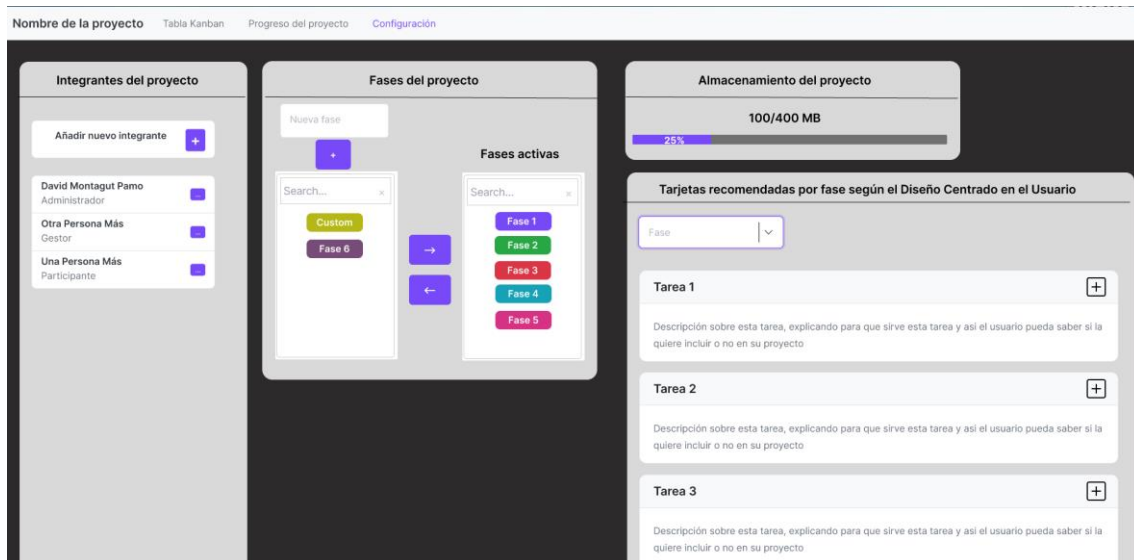 Nombre de la proyecto Tabla Kanban Progreso del proyecto Configuración
Integrantes del proyecto
Añadir nuevo integrante +
David Montagut Pamo
Administrador
...
Otra Persona Más
Gestor
...
Una Persona Más
Participante
...
Fases del proyecto
Nueva fase
+
Search... ×
Custom
Fase 6
→
←
Fases activas
Search... ×
Fase 1
Fase 2
Fase 3
Fase 4
Fase 5
Almacenamiento del proyecto
100/400 MB
25%
Tarjetas recomendadas por fase según el Diseño Centrado en el Usuario
Fase
Tarea 1 +
Descripción sobre esta tarea, explicando para que sirve esta tarea y asi el usuario pueda saber si la
quiere incluir o no en su proyecto
Tarea 2 +
Descripción sobre esta tarea, explicando para que sirve esta tarea y asi el usuario pueda saber si la
quiere incluir o no en su proyecto
Tarea 3 +
Descripción sobre esta tarea, explicando para que sirve esta tarea y asi el usuario pueda saber si la
quiere incluir o no en su proyecto